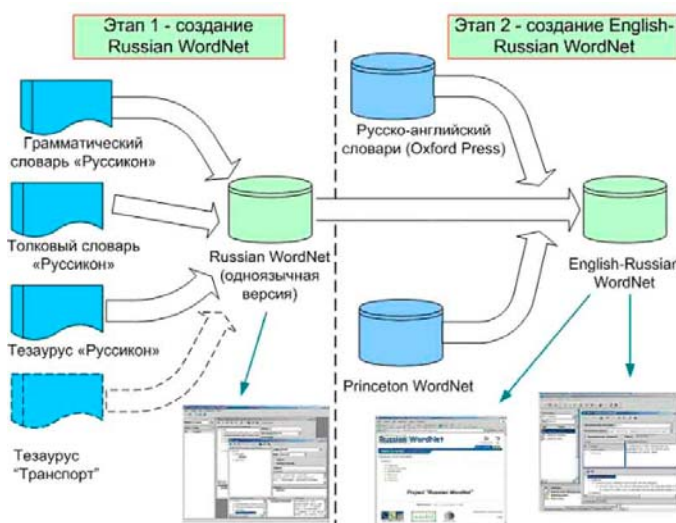 Этап 1 - создание
Russian WordNet
Этап 2 - создание English-
Russian WordNet
Грамматический
словарь «Руссикон»
Толковый словарь
«Руссикон»
Тезаурус «Руссикон»
Тезаурус
"Транспорт"
Russian WordNet
(одноязычная
версия)
Русско-английский
словари (Oxford Press)
Princeton WordNet
English-Russian
WordNet
Russian WordNet
Project "Russian WordNet"